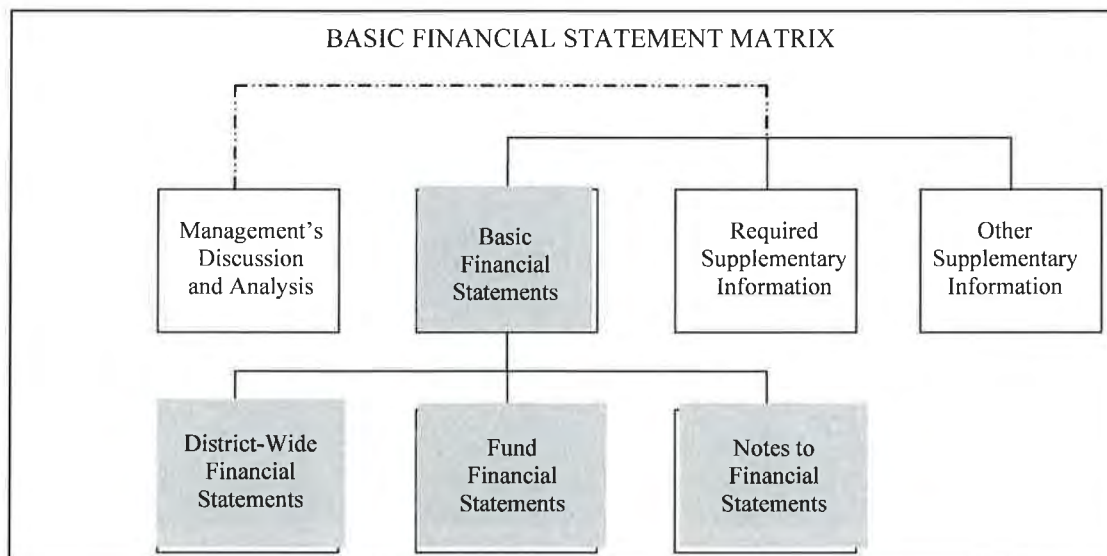 BASIC FINANCIAL STATEMENT MATRIX
Management's
Discussion
and Analysis
Basic
Financial
Statements
Required
Supplementary
Information
Other
Supplementary
Information
District-Wide
Financial
Statements
Fund
Financial
Statements
Notes to
Financial
Statements